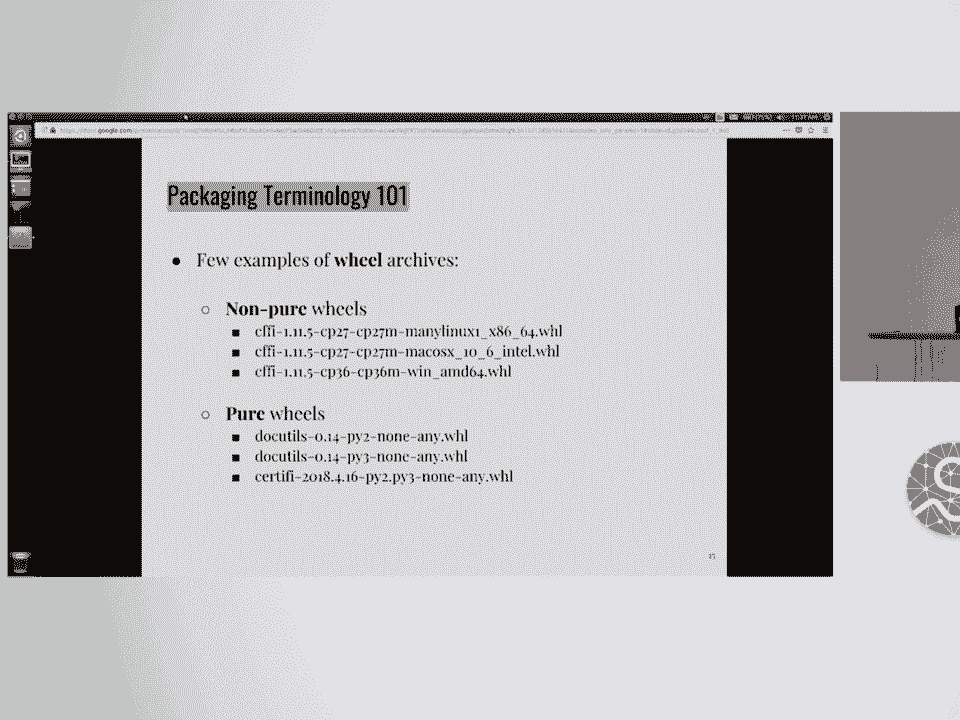 Packaging Terminology 101
● Few examples of wheel archives:
○ Non-pure wheels
■ cffi-1.11.5-cp27-cp27m-manylinux1_x86_64.whl
■ cffi-1.11.5-cp27-cp27m-macosx_10_6_intel.whl
■ cffi-1.11.5-cp36-cp36m-win_amd64.whl
○ Pure wheels
■ docutils-0.14-py2-none-any.whl
■ docutils-0.14-py3-none-any.whl
■ certifi-2018.4.16-py2.py3-none-any.whl